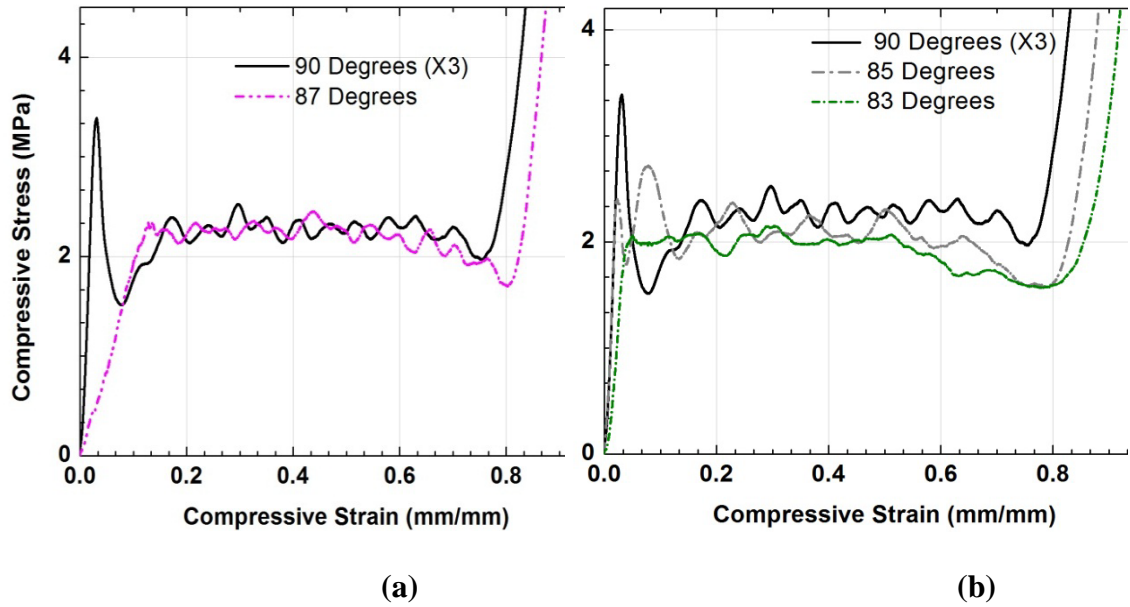 4
2
0
Compressive Stress (MPa)
90 Degrees (X3)
87 Degrees
0.0 0.2 0.4 0.6 0.8
Compressive Strain (mm/mm)
(a)
4
2
0
90 Degrees (X3)
85 Degrees
83 Degrees
0.0 0.2 0.4 0.6 0.8
Compressive Strain (mm/mm)
(b)